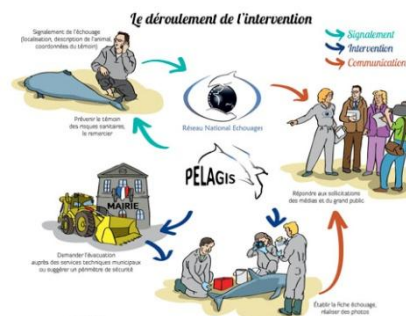 Le déroulement de l'intervention
Signalement
Intervention
Communication
Signalement de l'échouage
(localisation, description de l'animal,
coordonnées du témoin)
Prévenir le témoin
des risques sanitaires,
le remercier
Réseau National Echouages
PELAGIS
MAIRIE
Demander l'évacuation
auprès des services techniques municipaux
ou suggérer un périmètre de sécurité
Répondre aux sollicitations
des médias et du grand public
Établir la fiche échouage,
réaliser des photos